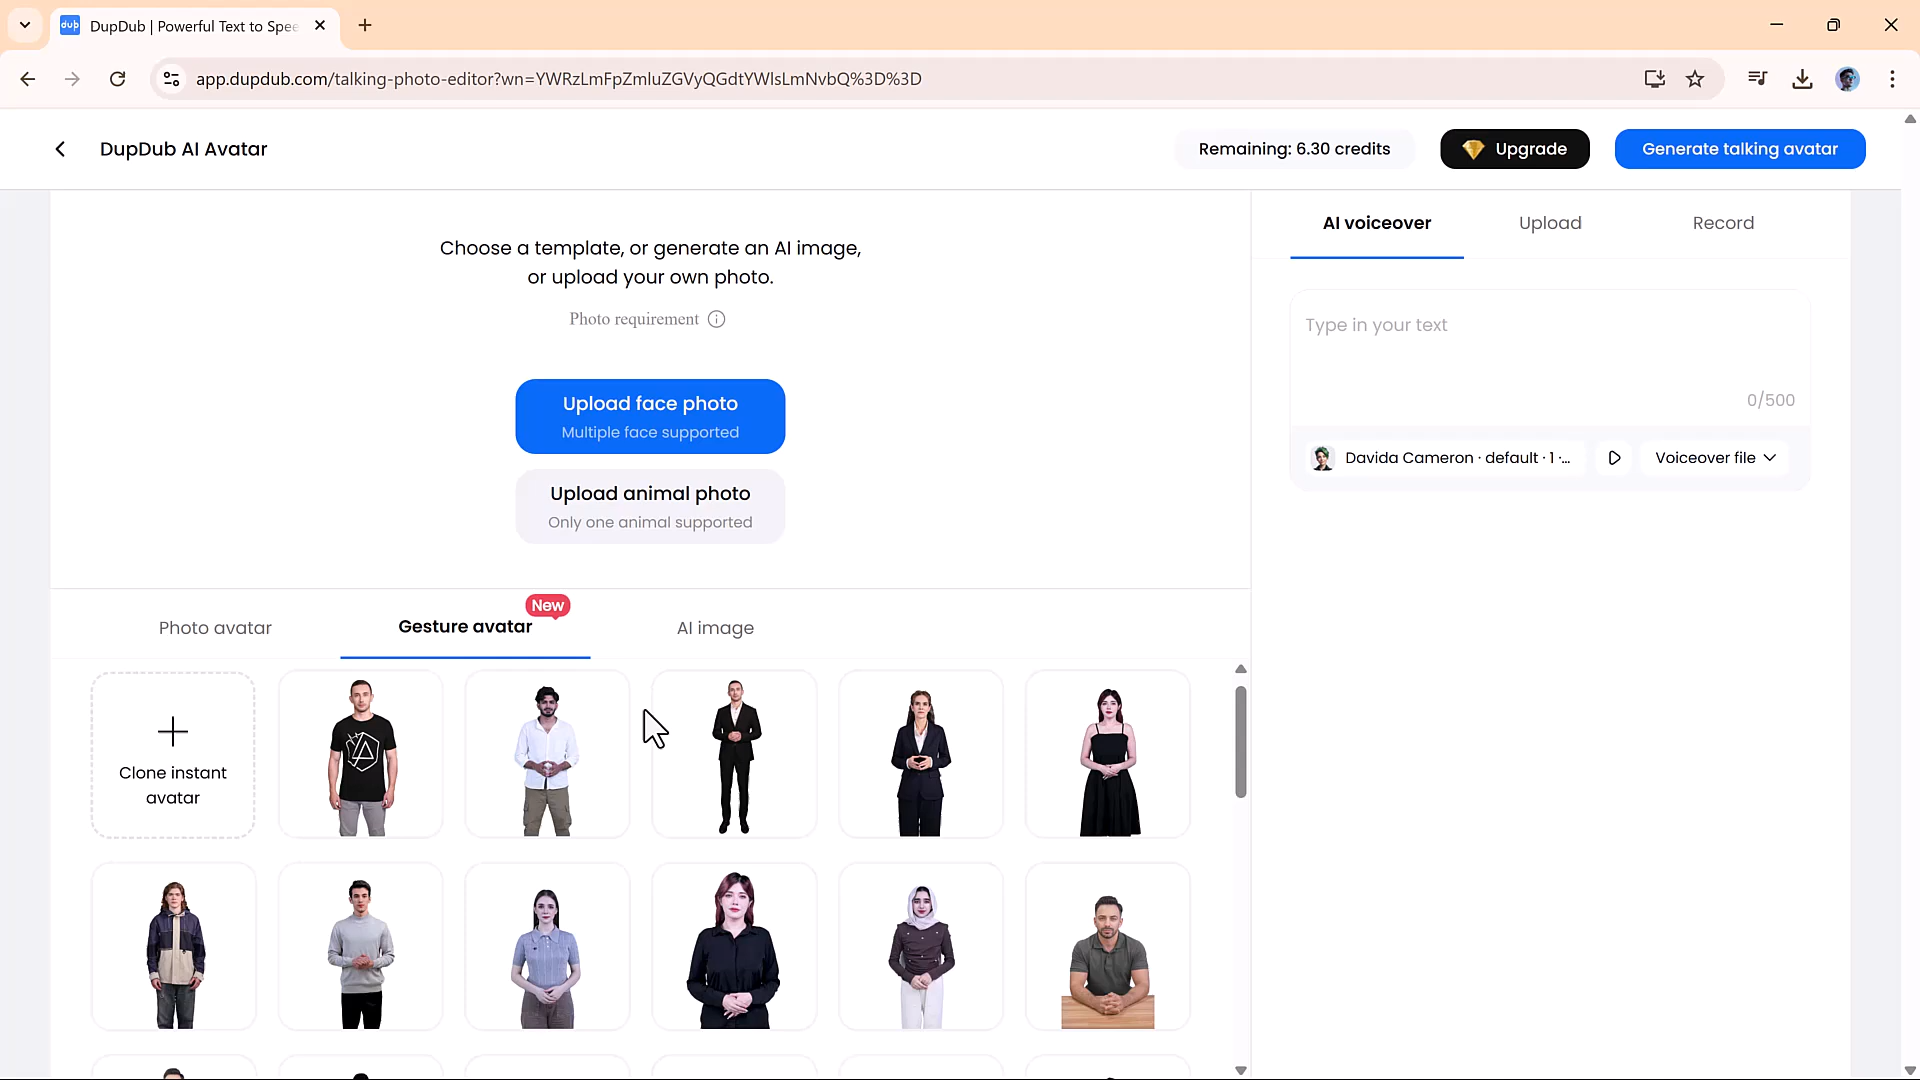 dub
DupDub | Powerful Text to Spee
app.dupdub.com/talking-photo-editor?wn=YWRzLmFpZmluZGVyQGdtYWlsLmNvbQ%3D%3D
DupDub AI Avatar
Remaining: 6.30 credits
Upgrade
Generate talking avatar
Choose a template, or generate an AI image,
or upload your own photo.
Photo requirement
Upload face photo
Multiple face supported
Upload animal photo
Only one animal supported
AI voiceover
Upload
Record
Type in your text
0/500
Davida Cameron · default · 1 ·...
Voiceover file
New
Photo avatar
Gesture avatar
AI image
Clone instant
avatar